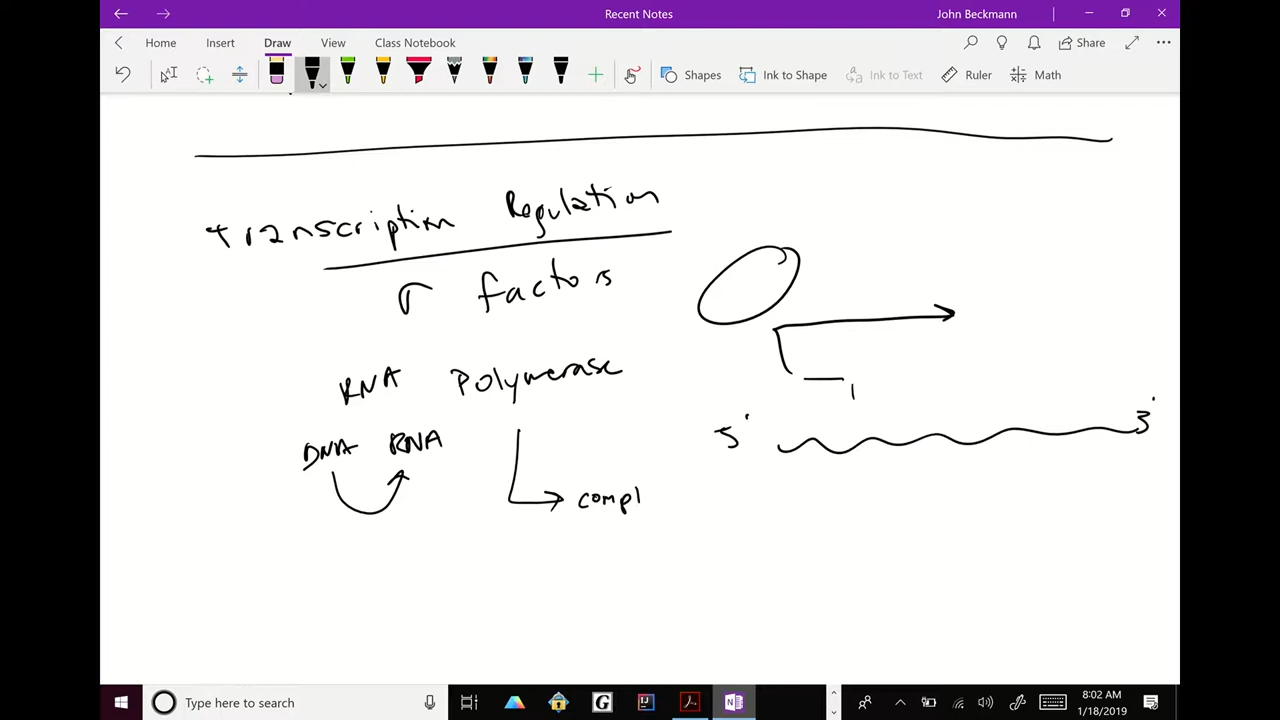 Recent Notes
John Beckmann
Home Insert Draw View Class Notebook
Share
Shapes Ink to Shape Ink to Text Ruler Math
transcription Regulation
σ factors
RNA Polymerase
DNA RNA
compl
5' 3'
Type here to search
G
8:02 AM
1/18/2019